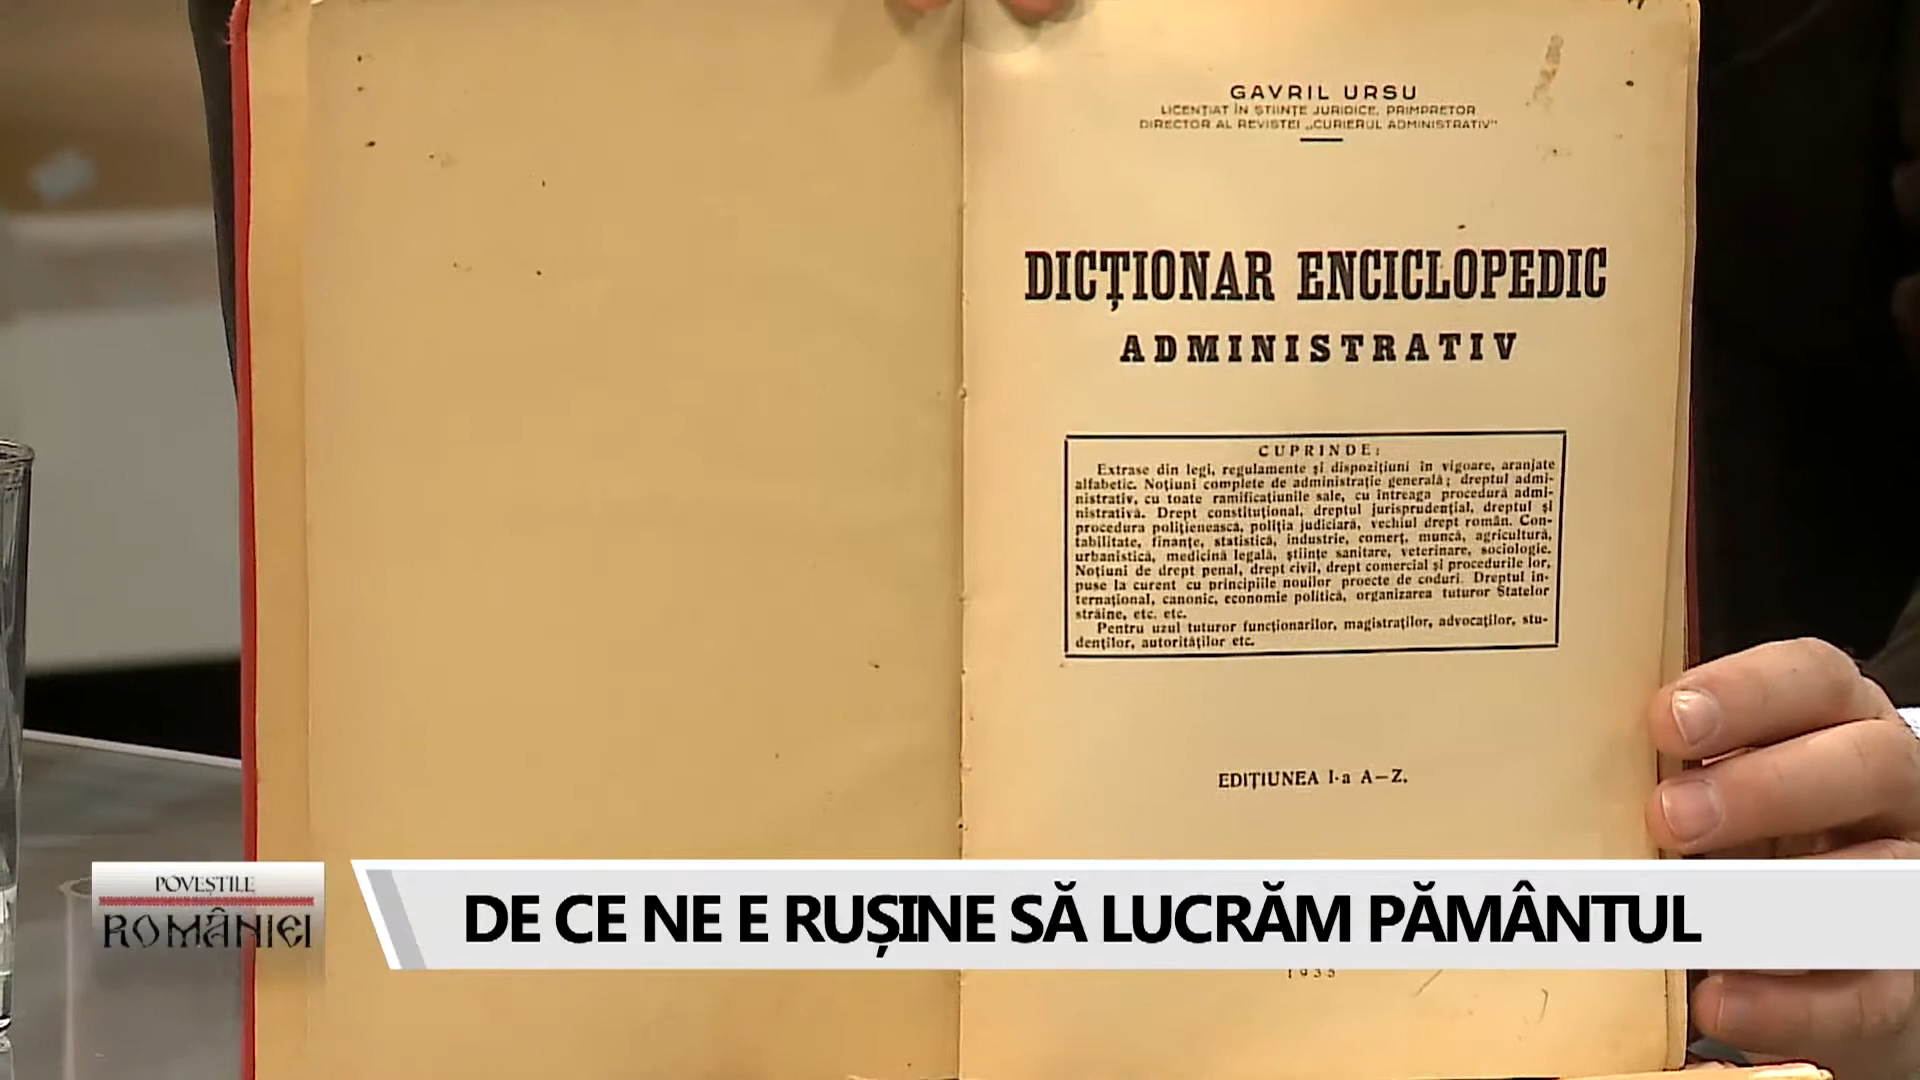 GAVRIL URSU
LICENȚIAT ÎN ȘTIINȚE JURIDICE, PRIMPRETOR
DIRECTOR AL REVISTEI „CURIERUL ADMINISTRATIV"
DICȚIONAR ENCICLOPEDIC
ADMINISTRATIV
CUPRINDE:
Extrase din legi, regulamente și dispozițiuni în vigoare, aranjate
alfabetic. Noțiuni complete de administrație generală; dreptul admi-
nistrativ, cu toate ramificațiunile sale, cu întreaga procedură admi-
nistrativă. Drept constituțional, dreptul jurisprudențial, dreptul și
procedura polițienească, poliția judiciară, vechiul drept român. Con-
tabilitate, finanțe, statistică, industrie, comerț, muncă, agricultură,
urbanistică, medicină legală, științe sanitare, veterinare, sociologie.
Noțiuni de drept penal, drept civil, drept comercial și procedurile lor,
puse la curent cu principiile nouilor proecte de coduri. Dreptul in-
ternațional, canonic, economie politică, organizarea tuturor Statelor
străine, etc. etc.
Pentru uzul tuturor funcționarilor, magistraților, advocaților, stu-
denților, autorităților etc.
EDIȚIUNEA I-a A—Z.
POVEȘTILE
ROMÂNIEI
DE CE NE E RUȘINE SĂ LUCRĂM PĂMÂNTUL
1935